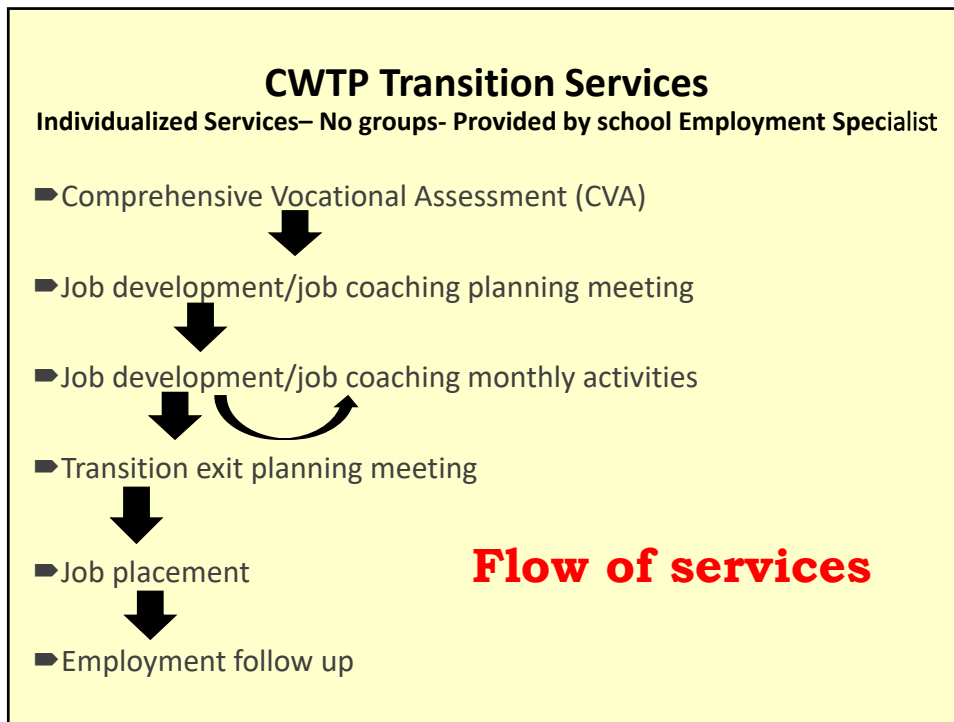 CWTP Transition Services
Individualized Services– No groups- Provided by school Employment Specialist
Comprehensive Vocational Assessment (CVA)
Job development/job coaching planning meeting
Job development/job coaching monthly activities
Transition exit planning meeting
Job placement
Flow of services
Employment follow up